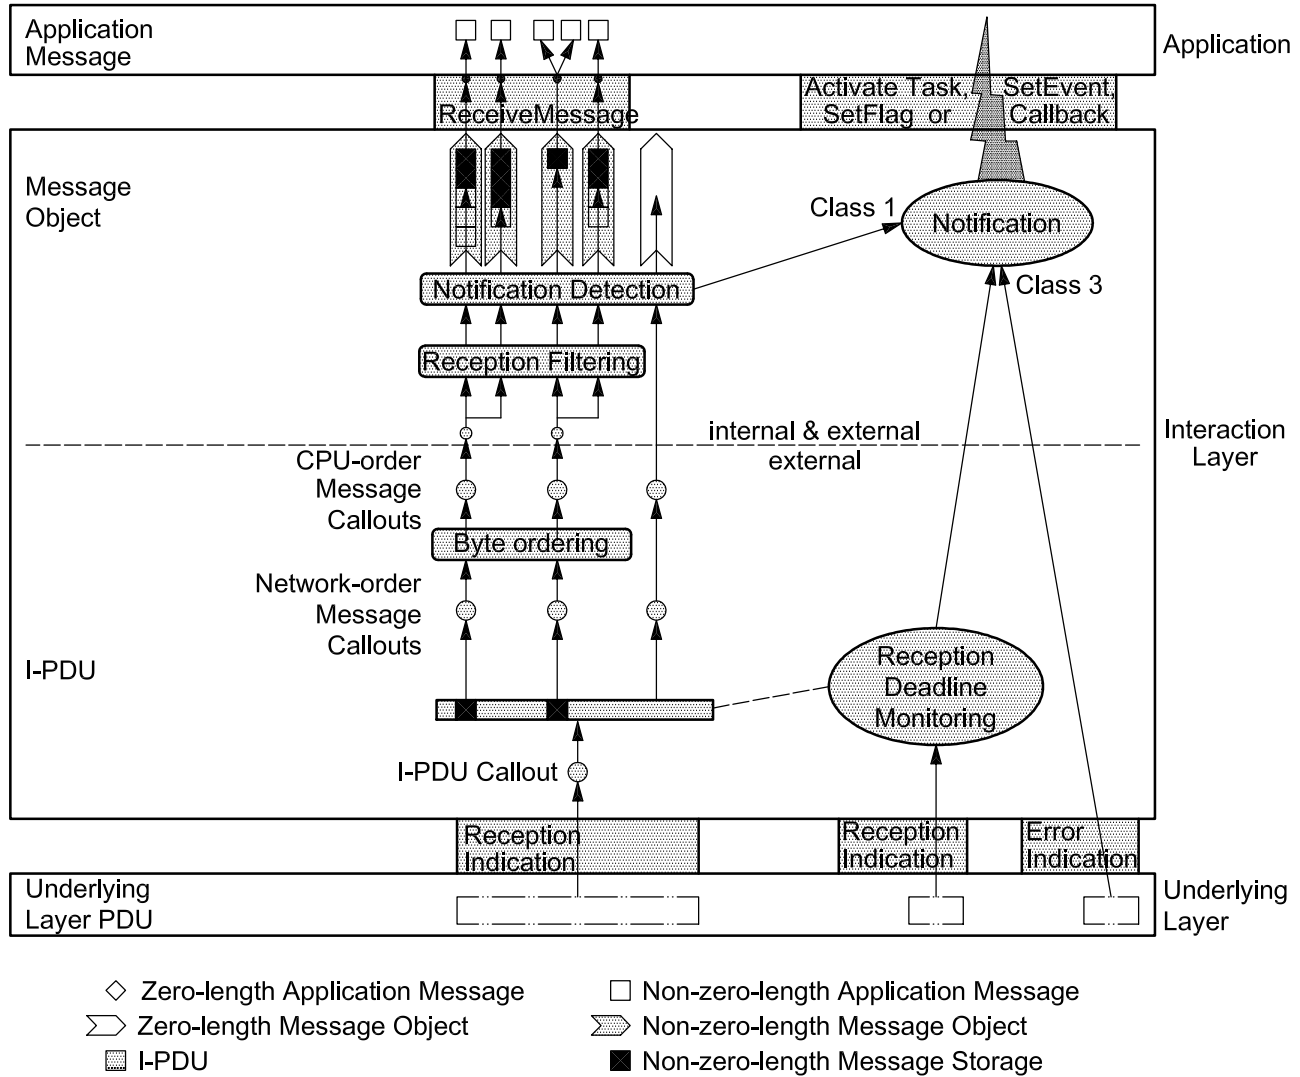 Application
Message
Application
ReceiveMessage
Activate Task, SetEvent,
SetFlag or Callback
Message
Object
Class 1
Notification
Notification Detection
Class 3
Reception Filtering
internal & external
external
Interaction
Layer
CPU-order
Message
Callouts
Byte ordering
Network-order
Message
Callouts
I-PDU
Reception
Deadline
Monitoring
I-PDU Callout
Reception
Indication
Reception
Indication
Error
Indication
Underlying
Layer PDU
Underlying
Layer
Zero-length Application Message
Non-zero-length Application Message
Zero-length Message Object
Non-zero-length Message Object
I-PDU
Non-zero-length Message Storage